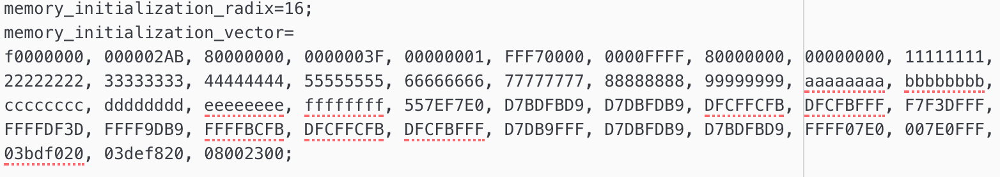 memory_initialization_radix=16;
memory_initialization_vector=
f0000000, 000002AB, 80000000, 0000003F, 00000001, FFF70000, 0000FFFF, 80000000, 00000000, 11111111,
22222222, 33333333, 44444444, 55555555, 66666666, 77777777, 88888888, 99999999, aaaaaaaa, bbbbbbbb,
cccccccc, dddddddd, eeeeeeee, ffffffff, 557EF7E0, D7BDFBD9, D7DBFDB9, DFCFFCFB, DFCFBFFF, F7F3DFFF,
FFFFDF3D, FFFF9DB9, FFFFBCFB, DFCFFCFB, DFCFBFFF, D7DB9FFF, D7DBFDB9, D7BDFBD9, FFFF07E0, 007E0FFF,
03bdf020, 03def820, 08002300;